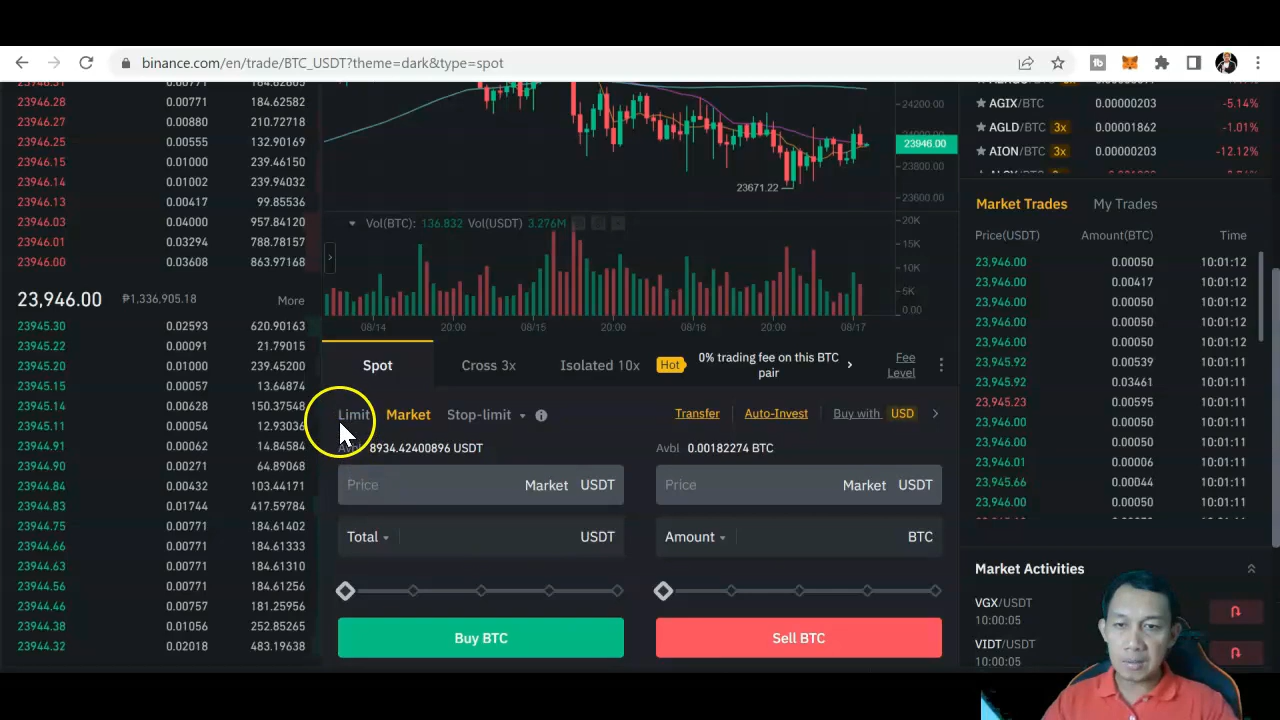 binance.com/en/trade/BTC_USDT?theme=dark&type=spot
23946.28 0.00771 184.62582
23946.27 0.00880 210.72718
23946.25 0.00555 132.90169
23946.15 0.01000 239.46150
23946.14 0.01002 239.94032
23946.13 0.00417 99.85536
23946.03 0.04000 957.84120
23946.01 0.03294 788.78157
23946.00 0.03608 863.97168
23,946.00 ₱1,336,905.18 More
23945.30 0.02593 620.90163
23945.22 0.00091 21.79015
23945.20 0.01000 239.45200
23945.15 0.00057 13.64874
23945.14 0.00628 150.37548
23945.11 0.00054 12.93036
23944.91 0.00062 14.84584
23944.90 0.00271 64.89068
23944.84 0.00432 103.44171
23944.83 0.01744 417.59784
23944.75 0.00771 184.61402
23944.66 0.00771 184.61333
23944.63 0.00771 184.61310
23944.56 0.00771 184.61256
23944.46 0.00757 181.25956
23944.38 0.01056 252.85265
23944.32 0.02018 483.19638
24200.00
23946.00
23800.00
23671.22
23600.00
Vol(BTC): 136.832 Vol(USDT) 3.276M
20K
15K
10K
5K
0.00
08/14 20:00 08/15 20:00 08/16 20:00 08/17
Spot Cross 3x Isolated 10x Hot 0% trading fee on this BTC pair Fee Level
Limit Market Stop-limit Transfer Auto-Invest Buy with USD
Avbl 8934.42400896 USDT Avbl 0.00182274 BTC
Price Market USDT Price Market USDT
Total USDT Amount BTC
Buy BTC Sell BTC
AGIX/BTC 0.00000203 -5.14%
AGLD/BTC 3x 0.00001862 -1.01%
AION/BTC 3x 0.00000203 -12.12%
Market Trades My Trades
Price(USDT) Amount(BTC) Time
23,946.00 0.00050 10:01:12
23,946.00 0.00417 10:01:12
23,946.00 0.00050 10:01:12
23,946.00 0.00050 10:01:12
23,946.00 0.00050 10:01:12
23,945.92 0.00539 10:01:11
23,945.92 0.03461 10:01:11
23,945.23 0.00595 10:01:11
23,946.00 0.00050 10:01:11
23,946.00 0.00050 10:01:11
23,946.01 0.00006 10:01:11
23,945.66 0.00044 10:01:11
23,946.00 0.00050 10:01:11
Market Activities
VGX/USDT
10:00:05
VIDT/USDT
10:00:05